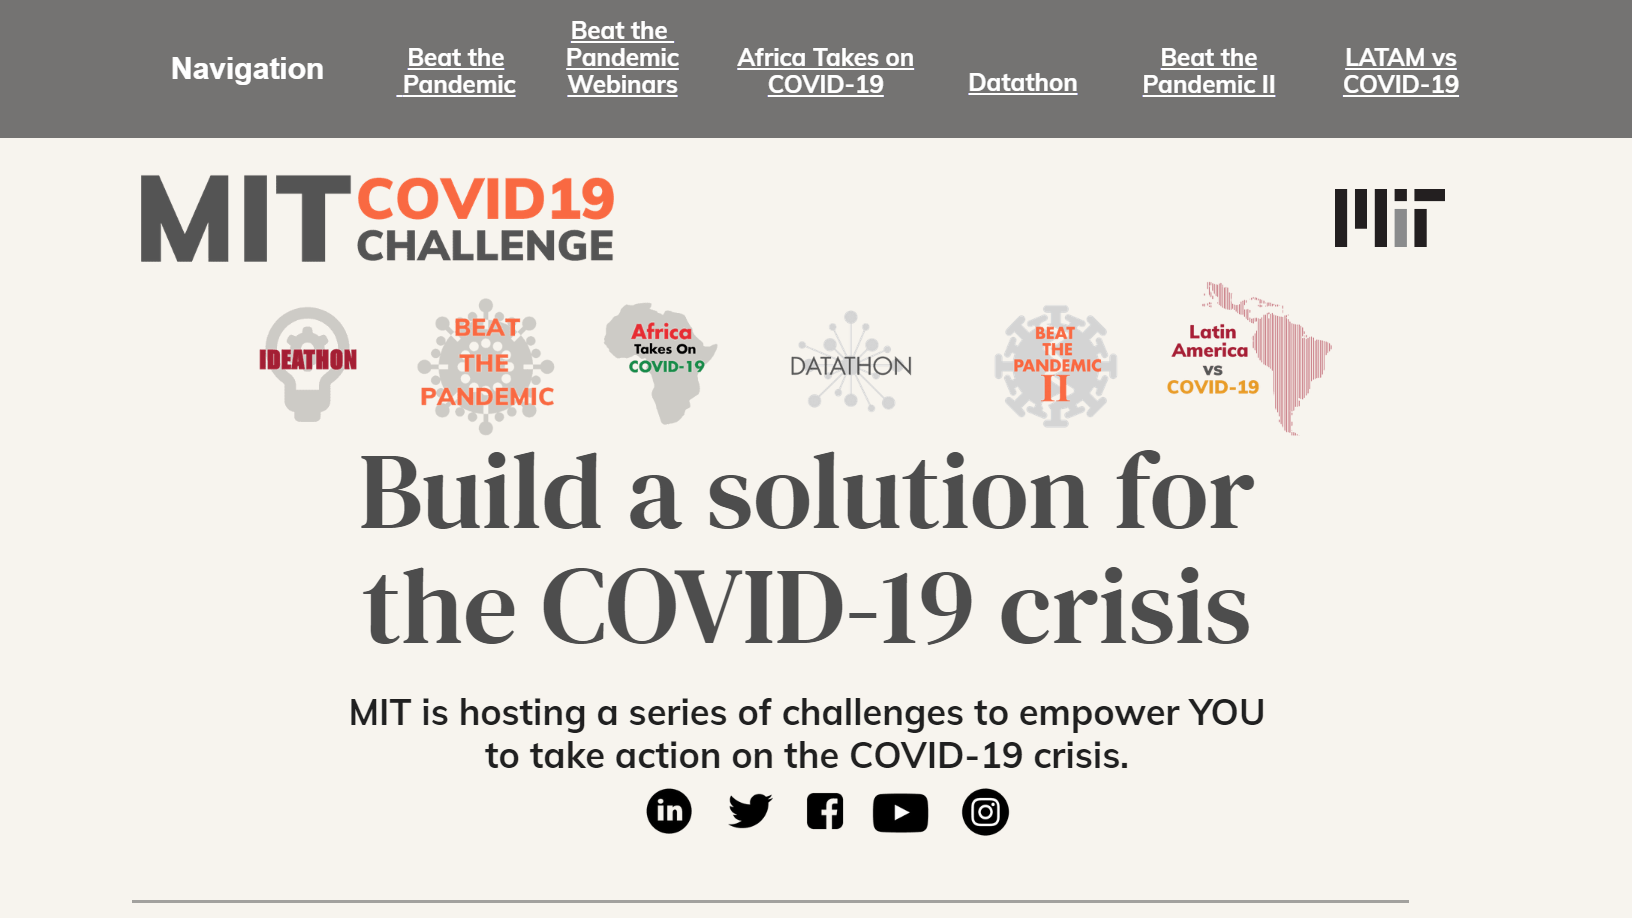 Navigation
Beat the
Pandemic
Beat the
Pandemic
Webinars
Africa Takes on
COVID-19
Datathon
Beat the
Pandemic II
LATAM vs
COVID-19
MIT COVID19
CHALLENGE
MIT
IDEATHON
BEAT
THE
PANDEMIC
Africa
Takes On
COVID-19
DATATHON
BEAT
THE
PANDEMIC
II
Latin
America
vs
COVID-19
Build a solution for
the COVID-19 crisis
MIT is hosting a series of challenges to empower YOU
to take action on the COVID-19 crisis.
in